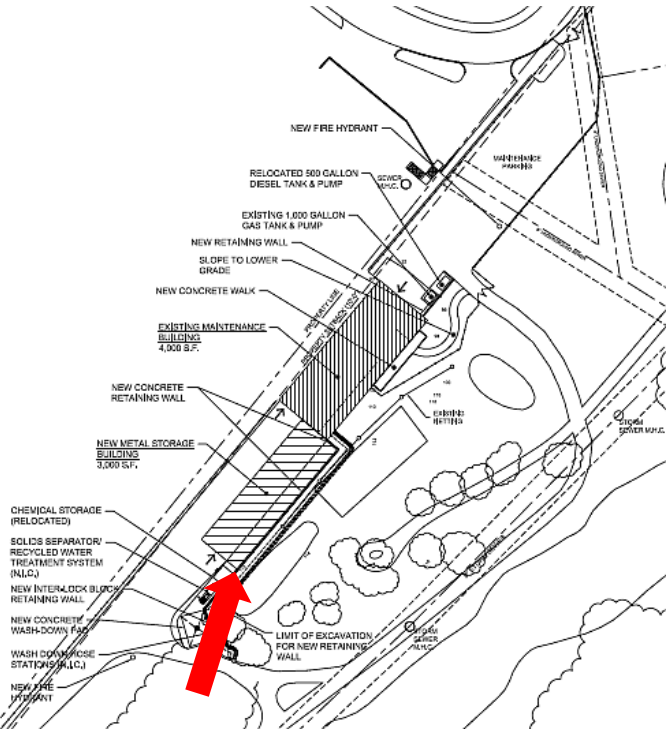 NEW FIRE HYDRANT
MAINTENANCE
PARKING
RELOCATED 500 GALLON
DIESEL TANK & PUMP
SEWER
M.H.C.
EXISTING 1,000 GALLON
GAS TANK & PUMP
NEW RETAINING WALL
SLOPE TO LOWER
GRADE
NEW CONCRETE WALK
PROPERTY LINE
EXISTING MAINTENANCE
BUILDING
4,000 S.F.
NEW CONCRETE
RETAINING WALL
EXISTING
NETTING
STORM
SEWER M.H.C.
NEW METAL STORAGE
BUILDING
3,000 S.F.
CHEMICAL STORAGE
(RELOCATED)
SOLIDS SEPARATOR/
RECYCLED WATER
TREATMENT SYSTEM
(N.I.C.)
NEW INTER-LOCK BLOCK
RETAINING WALL
NEW CONCRETE
WASH-DOWN PAD
WASH DOWN HOSE
STATIONS (N.I.C.)
NEW FIRE
HYDRANT
LIMIT OF EXCAVATION
FOR NEW RETAINING
WALL
STORM
SEWER
M.H.C.